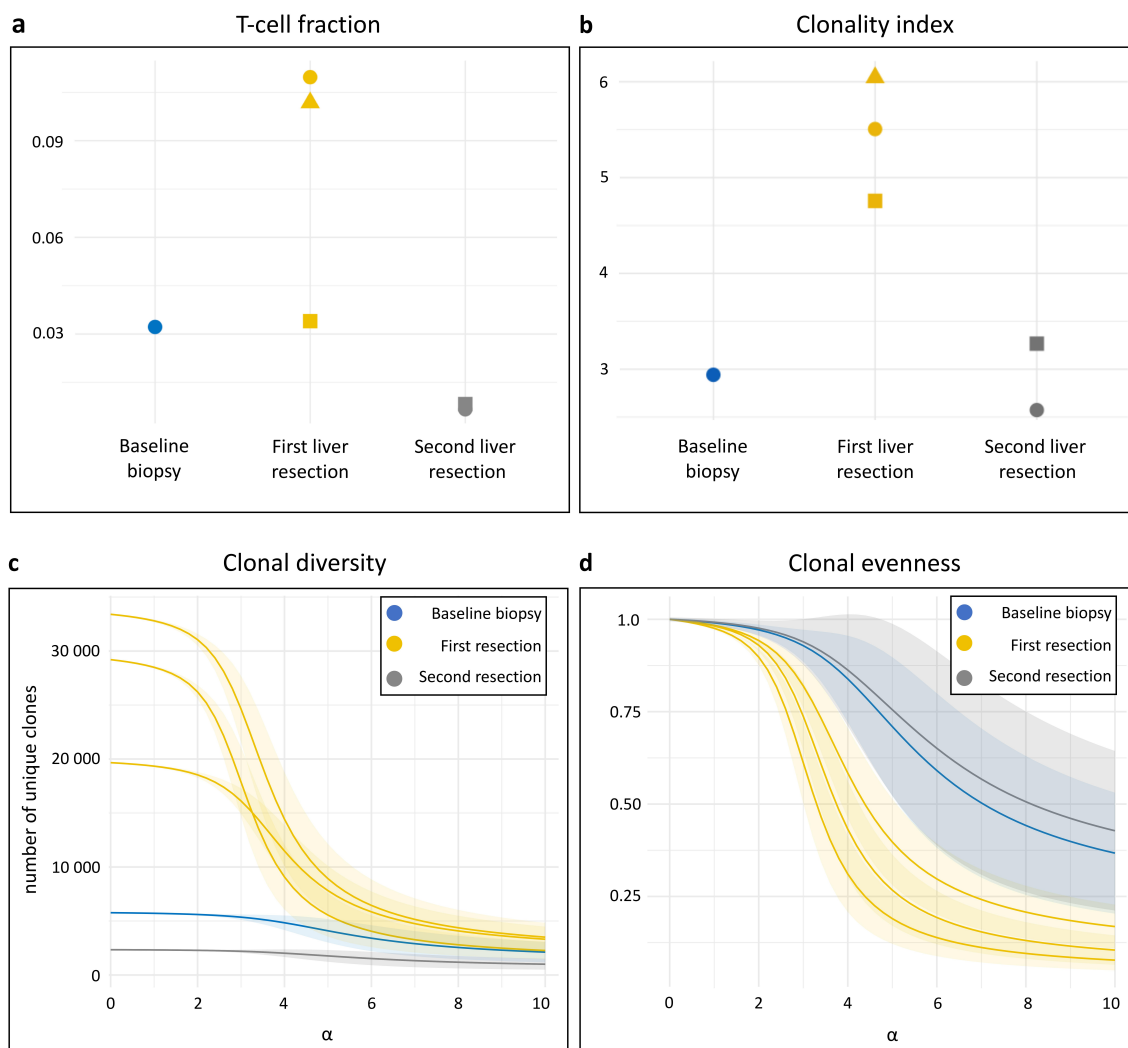 a
T-cell fraction
0.09
0.06
0.03
Baseline
biopsy
First liver
resection
Second liver
resection
b
Clonality index
6
5
4
3
Baseline
biopsy
First liver
resection
Second liver
resection
c
Clonal diversity
Baseline biopsy
First resection
Second resection
number of unique clones
30 000
20 000
10 000
0
0 2 4 6 8 10
α
d
Clonal evenness
Baseline biopsy
First resection
Second resection
1.0
0.75
0.50
0.25
0 2 4 6 8 10
α